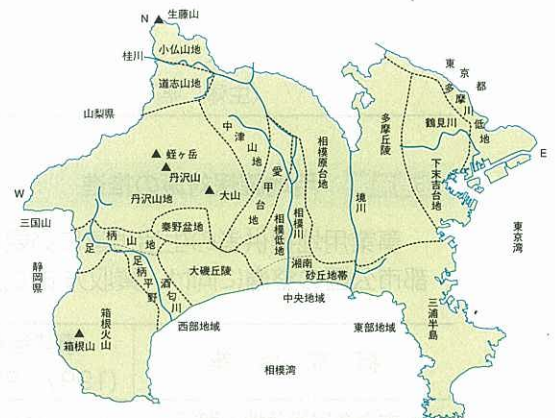 N
生藤山
小仏山地
桂川
道志山地
山梨県
東京都
多摩川低地
鶴見川
E
多摩丘陵
下末吉台地
中津山地
相模原台地
蛭ヶ岳
丹沢山
大山
丹沢山地
愛甲台地
境川
W
三国山
秦野盆地
相模低地
相模川
東京湾
足柄山地
静岡県
足柄平野
酒匂川
大磯丘陵
湘南
砂丘地帯
箱根火山
箱根山
西部地域
中央地域
東部地域
三浦半島
相模湾